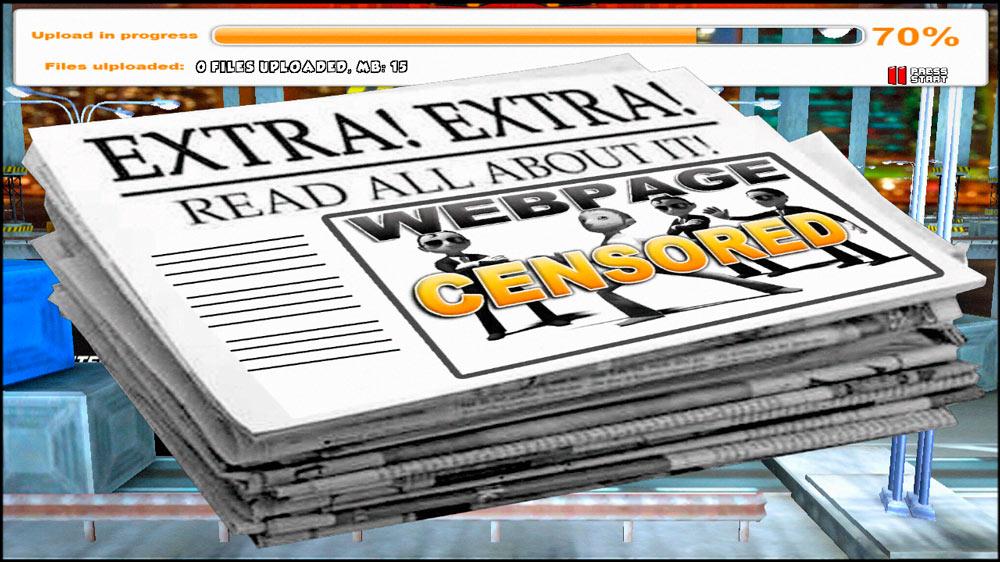 Upload in progress
70%
Files uiploaded: 0 FILES UPLOADED, MB: 15
PRESS
START
EXTRA! EXTRA!
READ ALL ABOUT IT!
WEBPAGE
CENSORED